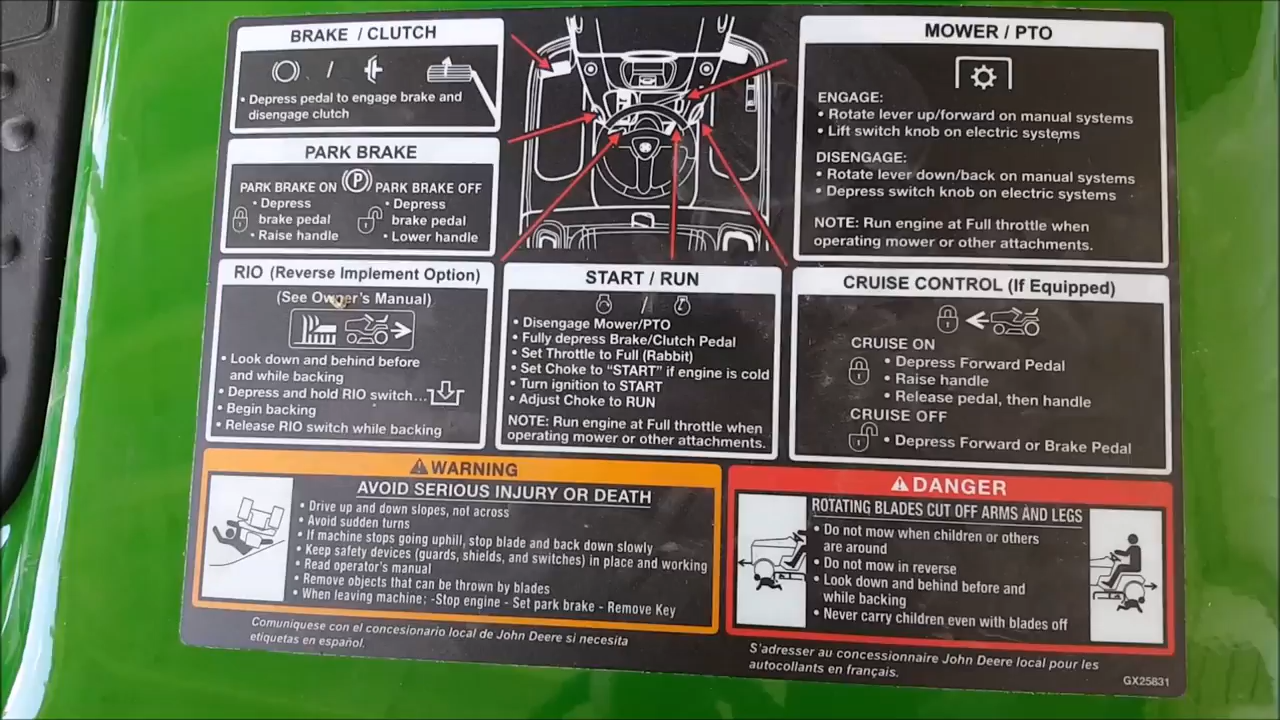 BRAKE / CLUTCH
/
• Depress pedal to engage brake and
disengage clutch
PARK BRAKE
PARK BRAKE ON (P) PARK BRAKE OFF
• Depress
brake pedal
• Raise handle
• Depress
brake pedal
• Lower handle
RIO (Reverse Implement Option)
(See Owner's Manual)
• Look down and behind before
and while backing
• Depress and hold RIO switch...
• Begin backing
• Release RIO switch while backing
START / RUN
/
• Disengage Mower/PTO
• Fully depress Brake/Clutch Pedal
• Set Throttle to Full (Rabbit)
• Set Choke to “START” if engine is cold
• Turn ignition to START
• Adjust Choke to RUN
NOTE: Run engine at Full throttle when
operating mower or other attachments.
MOWER / PTO
ENGAGE:
• Rotate lever up/forward on manual systems
• Lift switch knob on electric systems
DISENGAGE:
• Rotate lever down/back on manual systems
• Depress switch knob on electric systems
NOTE: Run engine at Full throttle when
operating mower or other attachments.
CRUISE CONTROL (If Equipped)
CRUISE ON
• Depress Forward Pedal
• Raise handle
• Release pedal, then handle
CRUISE OFF
• Depress Forward or Brake Pedal
WARNING
AVOID SERIOUS INJURY OR DEATH
• Drive up and down slopes, not across
• Avoid sudden turns
• If machine stops going uphill, stop blade and back down slowly
• Keep safety devices (guards, shields, and switches) in place and working
• Read operator's manual
• Remove objects that can be thrown by blades
• When leaving machine; -Stop engine - Set park brake - Remove Key
DANGER
ROTATING BLADES CUT OFF ARMS AND LEGS
• Do not mow when children or others
are around
• Do not mow in reverse
• Look down and behind before and
while backing
• Never carry children even with blades off
Comuniquese con el concesionario local de John Deere si necesita
etiquetas en español.
S'adresser au concessionnaire John Deere local pour les
autocollants en français.
GX25831